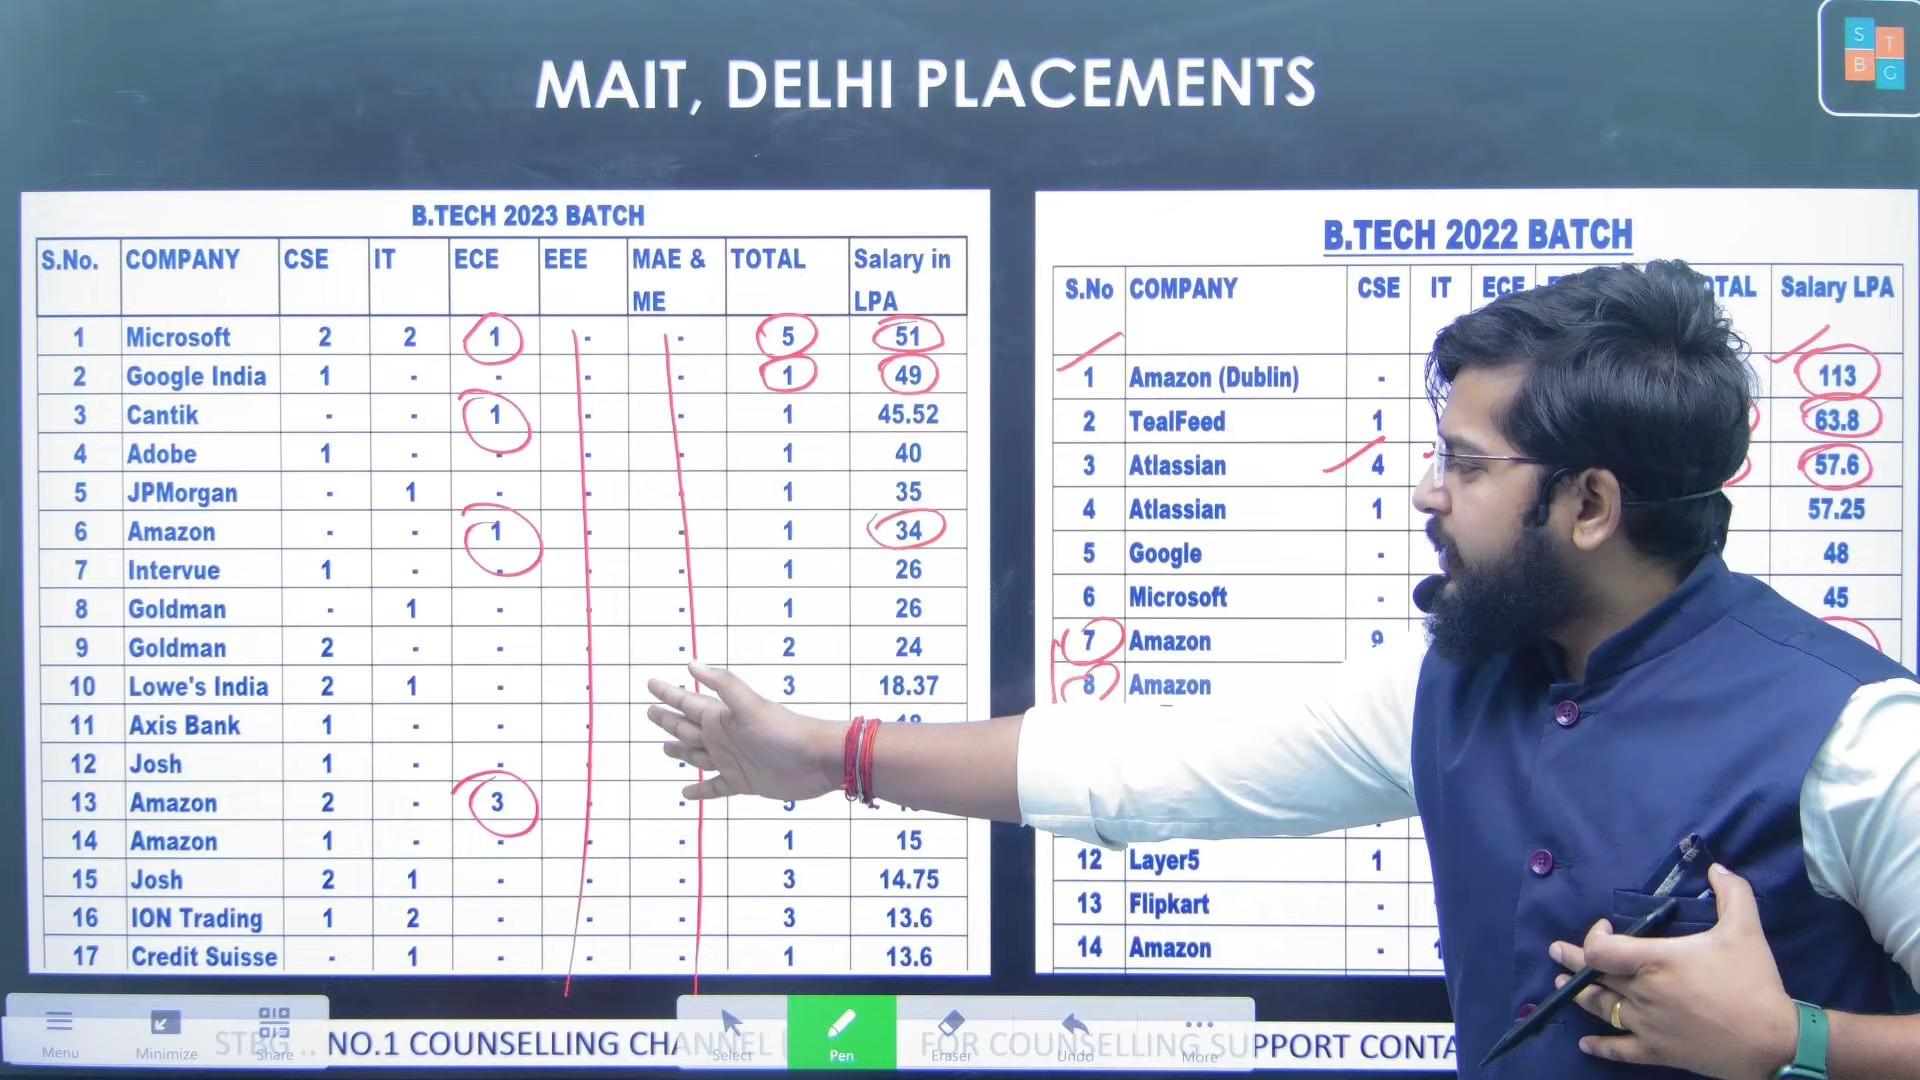 S T
B G
MAIT, DELHI PLACEMENTS
B.TECH 2023 BATCH
S.No. COMPANY CSE IT ECE EEE MAE & ME TOTAL Salary in LPA
1 Microsoft 2 2 1 - - 5 51
2 Google India 1 - - - - 1 49
3 Cantik - - 1 - - 1 45.52
4 Adobe 1 - - - - 1 40
5 JPMorgan - 1 - - - 1 35
6 Amazon - - 1 - - 1 34
7 Intervue 1 - - - - 1 26
8 Goldman - 1 - - - 1 26
9 Goldman 2 - - - - 2 24
10 Lowe's India 2 1 - - - 3 18.37
11 Axis Bank 1 - - -
12 Josh 1 - - - -
13 Amazon 2 - 3 - - 5
14 Amazon 1 - - - - 1 15
15 Josh 2 1 - - - 3 14.75
16 ION Trading 1 2 - - - 3 13.6
17 Credit Suisse - 1 - - - 1 13.6
B.TECH 2022 BATCH
S.No COMPANY CSE IT ECE Salary LPA
1 Amazon (Dublin) - 113
2 TealFeed 1 63.8
3 Atlassian 4 57.6
4 Atlassian 1 57.25
5 Google - 48
6 Microsoft - 45
7 Amazon 9
8 Amazon
12 Layer5 1
13 Flipkart -
14 Amazon - 1
STBG .. NO.1 COUNSELLING CHANNEL FOR COUNSELLING SUPPORT
Menu Minimize Share Select Pen Eraser Undo More